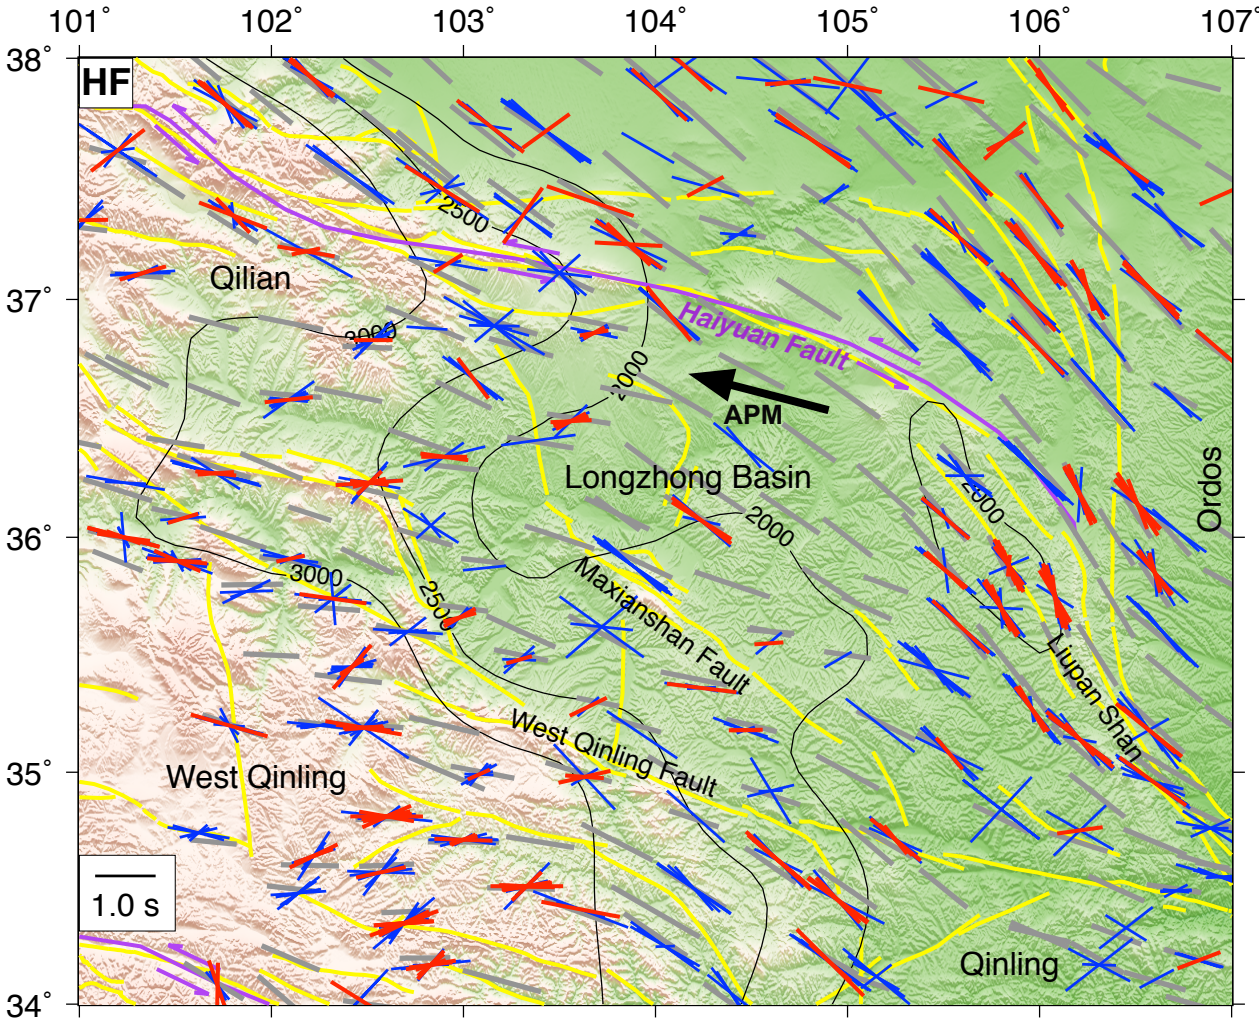 101° 102° 103° 104° 105° 106° 107°
38°
HF
2500
Qilian
37°
3000
Haiyuan Fault
2000
APM
Longzhong Basin
2000
2000
Ordos
36°
3000
2500
Maxianshan Fault
Liupan Shan
West Qinling Fault
35°
West Qinling
1.0 s
Qinling
34°